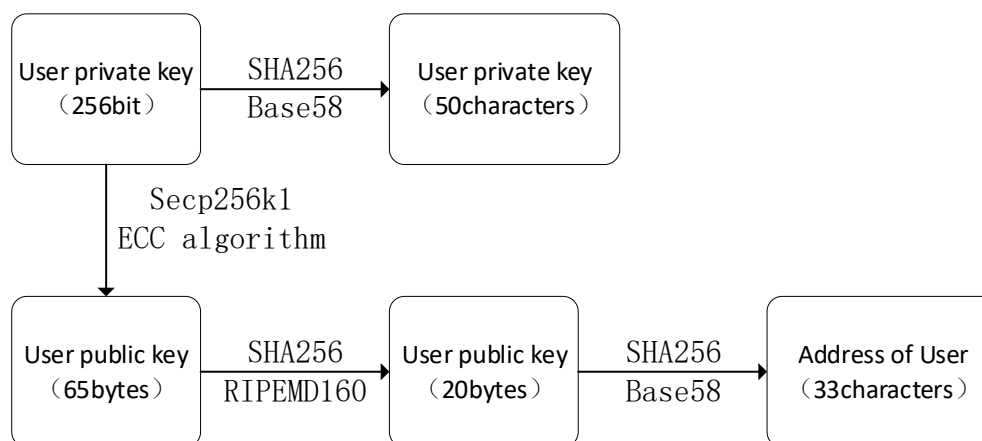 User private key
（256bit）
SHA256
Base58
User private key
（50characters）
Secp256k1
ECC algorithm
User public key
（65bytes）
SHA256
RIPEMD160
User public key
（20bytes）
SHA256
Base58
Address of User
（33characters）